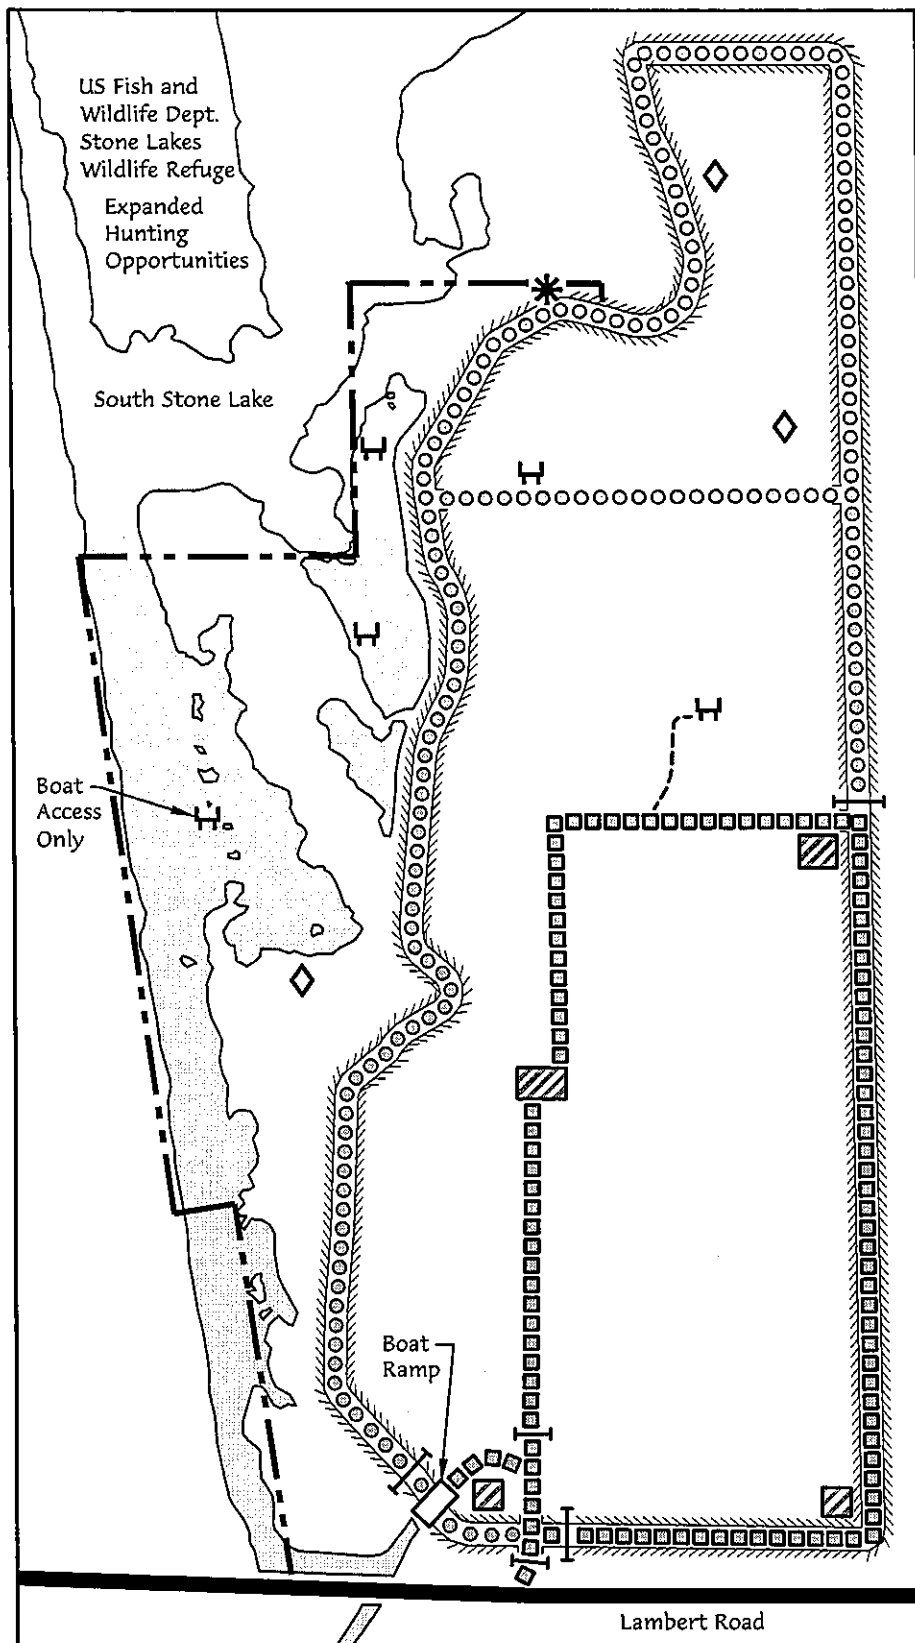 US Fish and
Wildlife Dept.
Stone Lakes
Wildlife Refuge
Expanded
Hunting
Opportunities
South Stone Lake
Boat
Access
Only
Boat
Ramp
Lambert Road